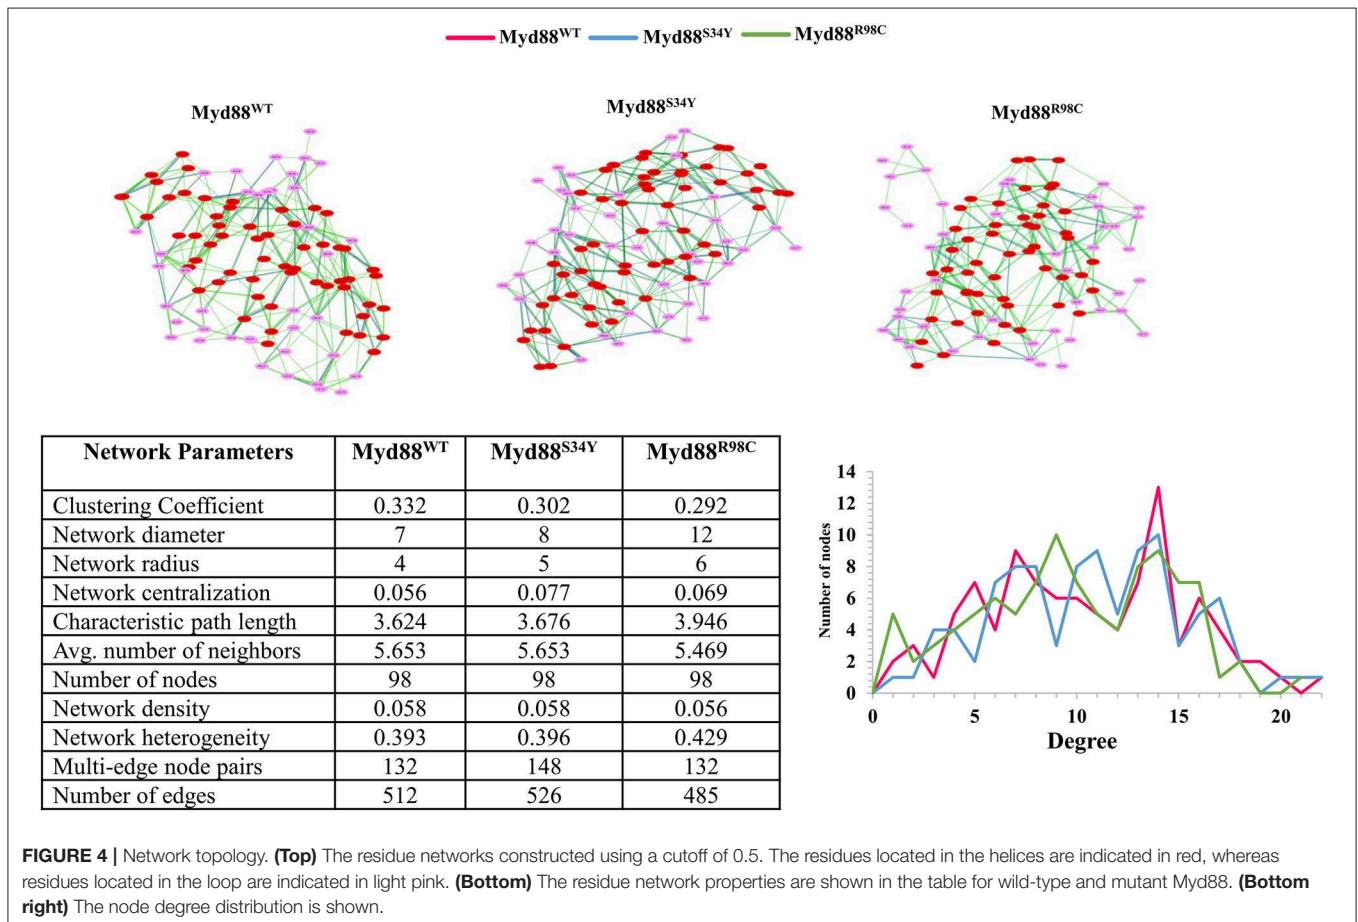 Myd88WT Myd88S34Y Myd88R98C
Myd88WT
Myd88S34Y
Myd88R98C
Network Parameters Myd88WT Myd88S34Y Myd88R98C
Clustering Coefficient 0.332 0.302 0.292
Network diameter 7 8 12
Network radius 4 5 6
Network centralization 0.056 0.077 0.069
Characteristic path length 3.624 3.676 3.946
Avg. number of neighbors 5.653 5.653 5.469
Number of nodes 98 98 98
Network density 0.058 0.058 0.056
Network heterogeneity 0.393 0.396 0.429
Multi-edge node pairs 132 148 132
Number of edges 512 526 485
Number of nodes
14
12
10
8
6
4
2
0
0 5 10 15 20
Degree
FIGURE 4 | Network topology. (Top) The residue networks constructed using a cutoff of 0.5. The residues located in the helices are indicated in red, whereas
residues located in the loop are indicated in light pink. (Bottom) The residue network properties are shown in the table for wild-type and mutant Myd88. (Bottom
right) The node degree distribution is shown.